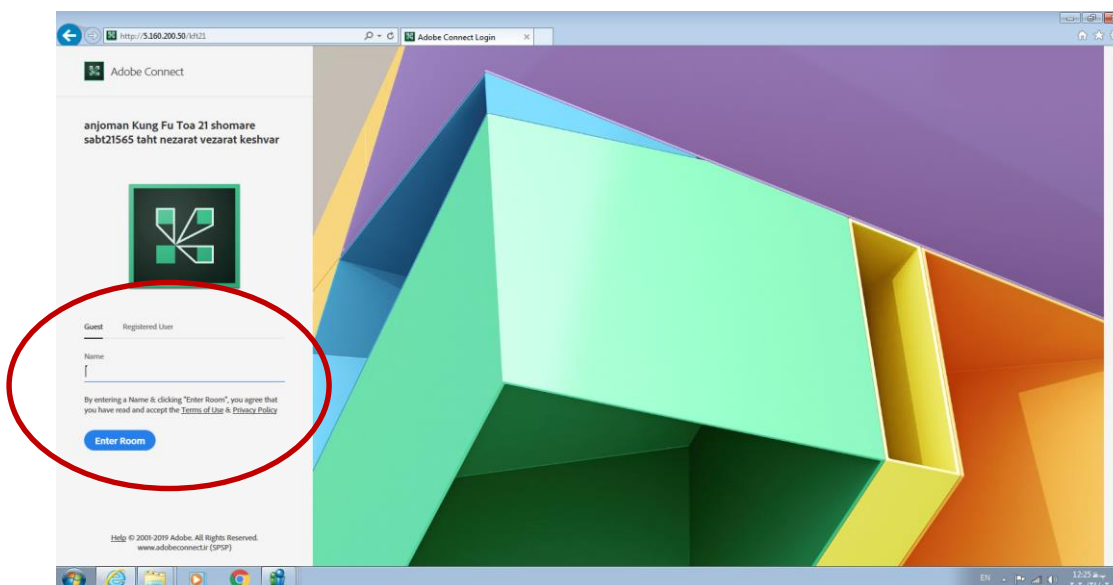 http://5.160.200.50/kft21
Adobe Connect Login
Adobe Connect
anjoman Kung Fu Toa 21 shomare
sabt21565 taht nezarat vezarat keshvar
Guest Registered User
Name
By entering a Name & clicking "Enter Room", you agree that
you have read and accept the Terms of Use & Privacy Policy
Enter Room
Help © 2001-2019 Adobe. All Rights Reserved.
www.adobeconnect.ir (SPSP)
EN
12:25